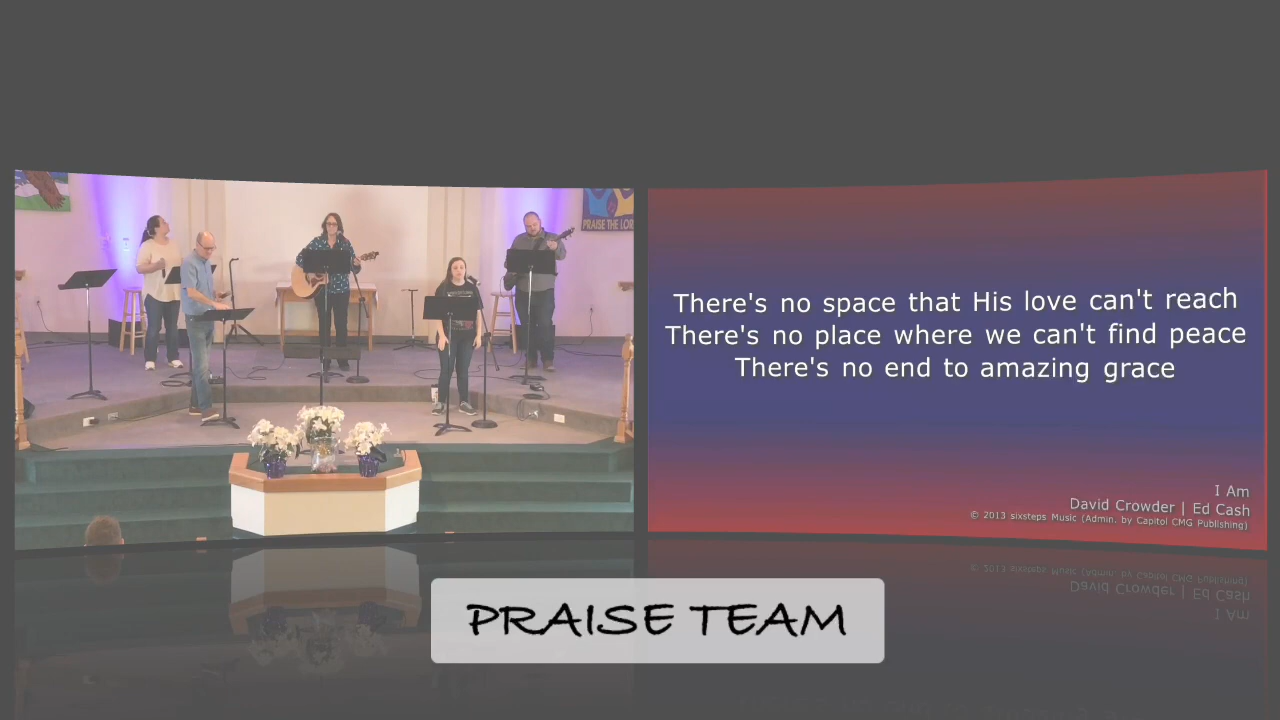 PRAISE THE LOR
There's no space that His love can't reach
There's no place where we can't find peace
There's no end to amazing grace
I Am
David Crowder | Ed Cash
© 2013 sixsteps Music (Admin. by Capitol CMG Publishing)
PRAISE TEAM